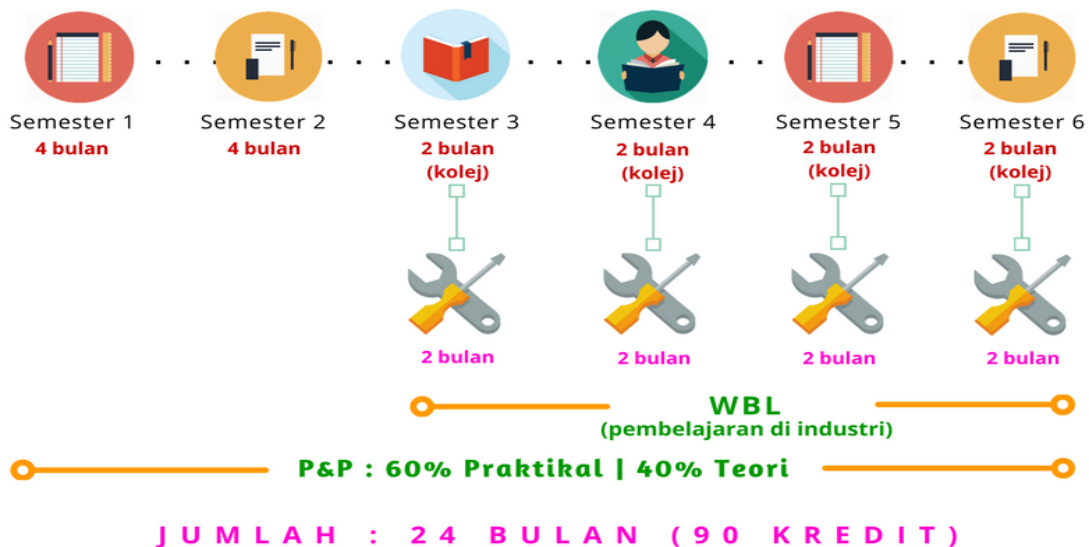 Semester 1 Semester 2 Semester 3 Semester 4 Semester 5 Semester 6
4 bulan 4 bulan 2 bulan 2 bulan 2 bulan 2 bulan
(kolej) (kolej) (kolej) (kolej)
2 bulan 2 bulan 2 bulan 2 bulan
WBL
(pembelajaran di industri)
P&P : 60% Praktikal | 40% Teori
JUMLAH : 24 BULAN (90 KREDIT)